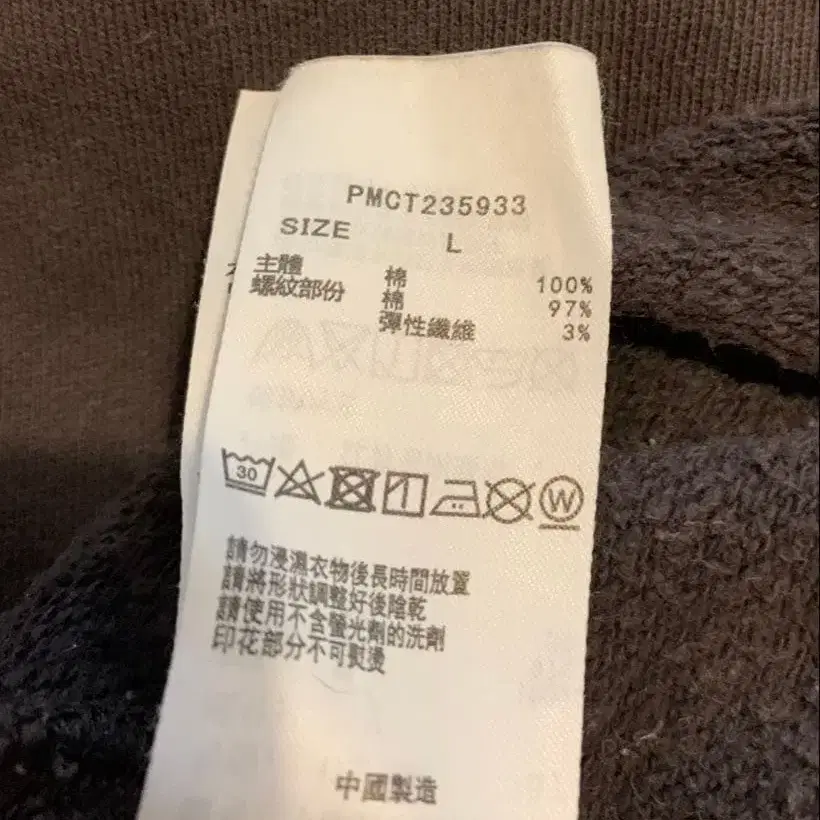 PMCT235933
SIZE L
主體 棉 100%
螺紋部份 棉 97%
彈性纖維 3%
30
W
請勿浸濕衣物後長時間放置
請將形狀調整好後陰乾
請使用不含螢光劑的洗劑
印花部分不可熨燙
中國製造